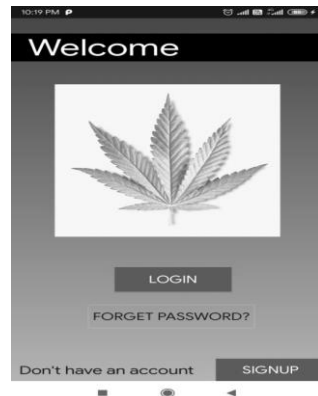 10:19 PM P
Welcome
LOGIN
FORGET PASSWORD?
Don't have an account SIGNUP